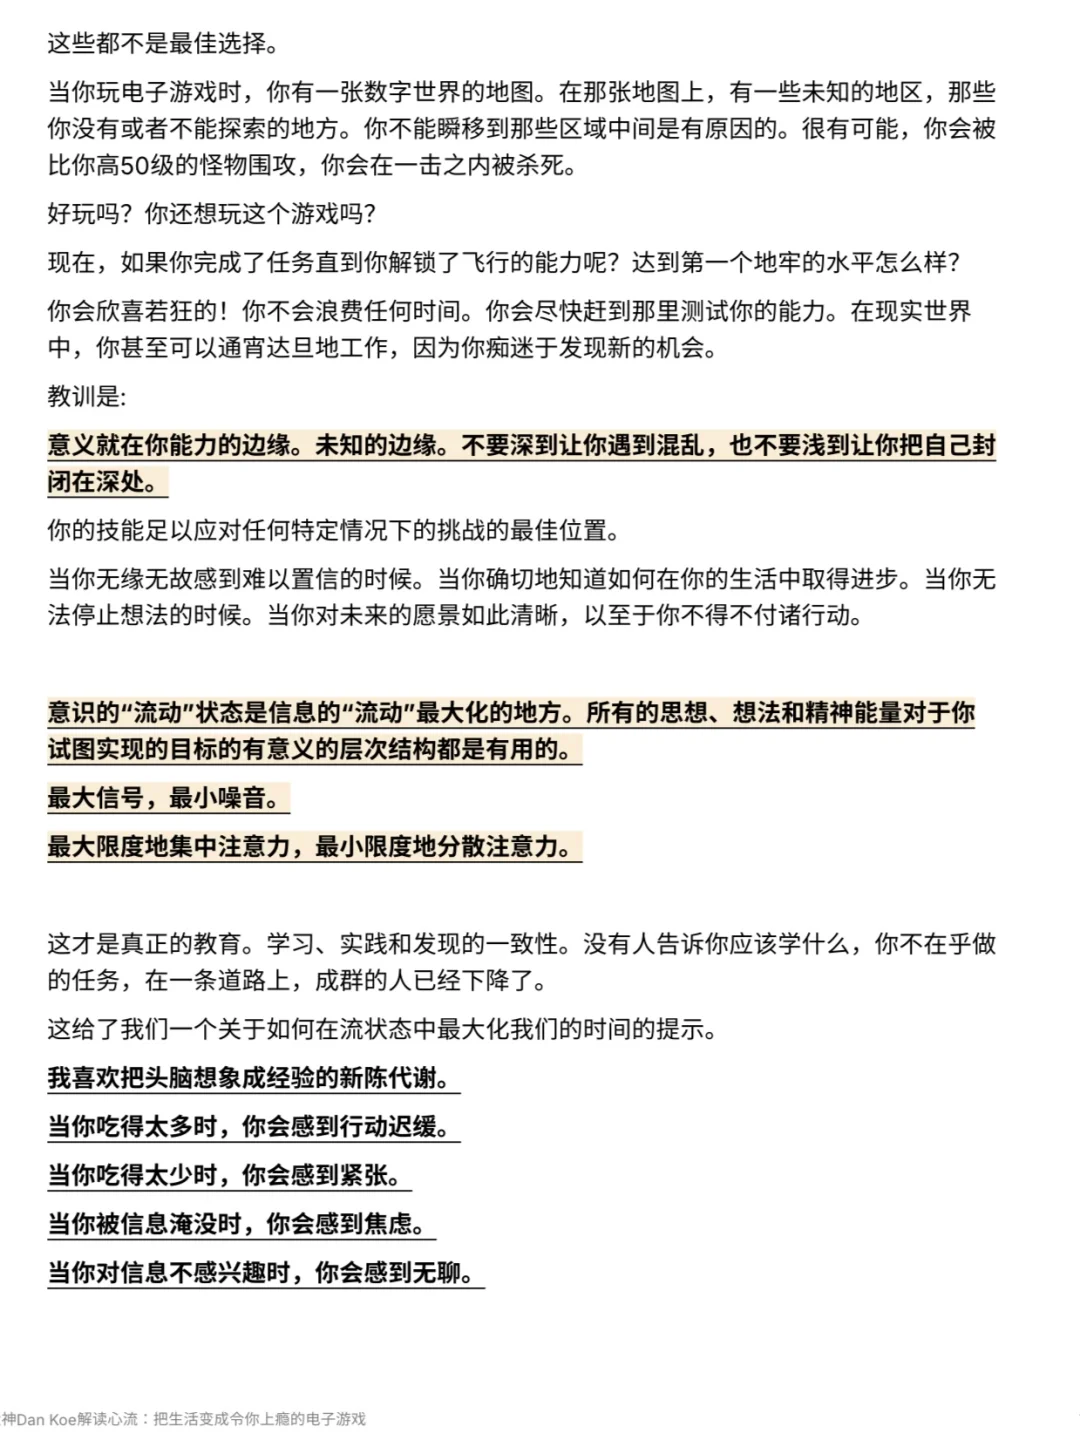 这些都不是最佳选择。
当你玩电子游戏时，你有一张数字世界的地图。在那张地图上，有一些未知的地区，那些
你没有或者不能探索的地方。你不能瞬移到那些区域中间是有原因的。很有可能，你会被
比你高50级的怪物围攻，你会在一击之内被杀死。
好玩吗？你还想玩这个游戏吗？
现在，如果你完成了任务直到你解锁了飞行的能力呢？达到第一个地牢的水平怎么样？
你会欣喜若狂的！你不会浪费任何时间。你会尽快赶到那里测试你的能力。在现实世界
中，你甚至可以通宵达旦地工作，因为你痴迷于发现新的机会。
教训是:
意义就在你能力的边缘。未知的边缘。不要深到让你遇到混乱，也不要浅到让你把自己封
闭在深处。
你的技能足以应对任何特定情况下的挑战的最佳位置。
当你无缘无故感到难以置信的时候。当你确切地知道如何在你的生活中取得进步。当你无
法停止想法的时候。当你对未来的愿景如此清晰，以至于你不得不付诸行动。
意识的“流动”状态是信息的“流动”最大化的地方。所有的思想、想法和精神能量对于你
试图实现的目标的有意义的层次结构都是有用的。
最大信号，最小噪音。
最大限度地集中注意力，最小限度地分散注意力。
这才是真正的教育。学习、实践和发现的一致性。没有人告诉你应该学什么，你不在乎做
的任务，在一条道路上，成群的人已经下降了。
这给了我们一个关于如何在流状态中最大化我们的时间的提示。
我喜欢把头脑想象成经验的新陈代谢。
当你吃得太多时，你会感到行动迟缓。
当你吃得太少时，你会感到紧张。
当你被信息淹没时，你会感到焦虑。
当你对信息不感兴趣时，你会感到无聊。
神Dan Koe解读心流：把生活变成令你上瘾的电子游戏